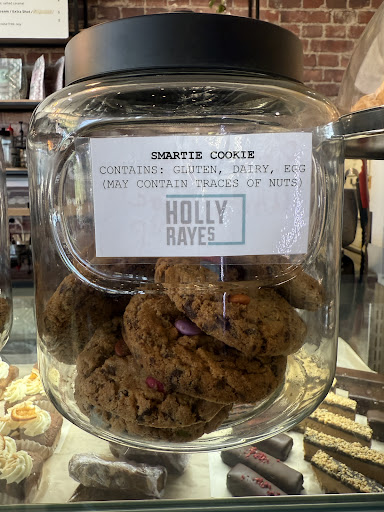 SMARTIE COOKIE
CONTAINS: GLUTEN, DAIRY, EGG
(MAY CONTAIN TRACES OF NUTS)
HOLLY
RAYES